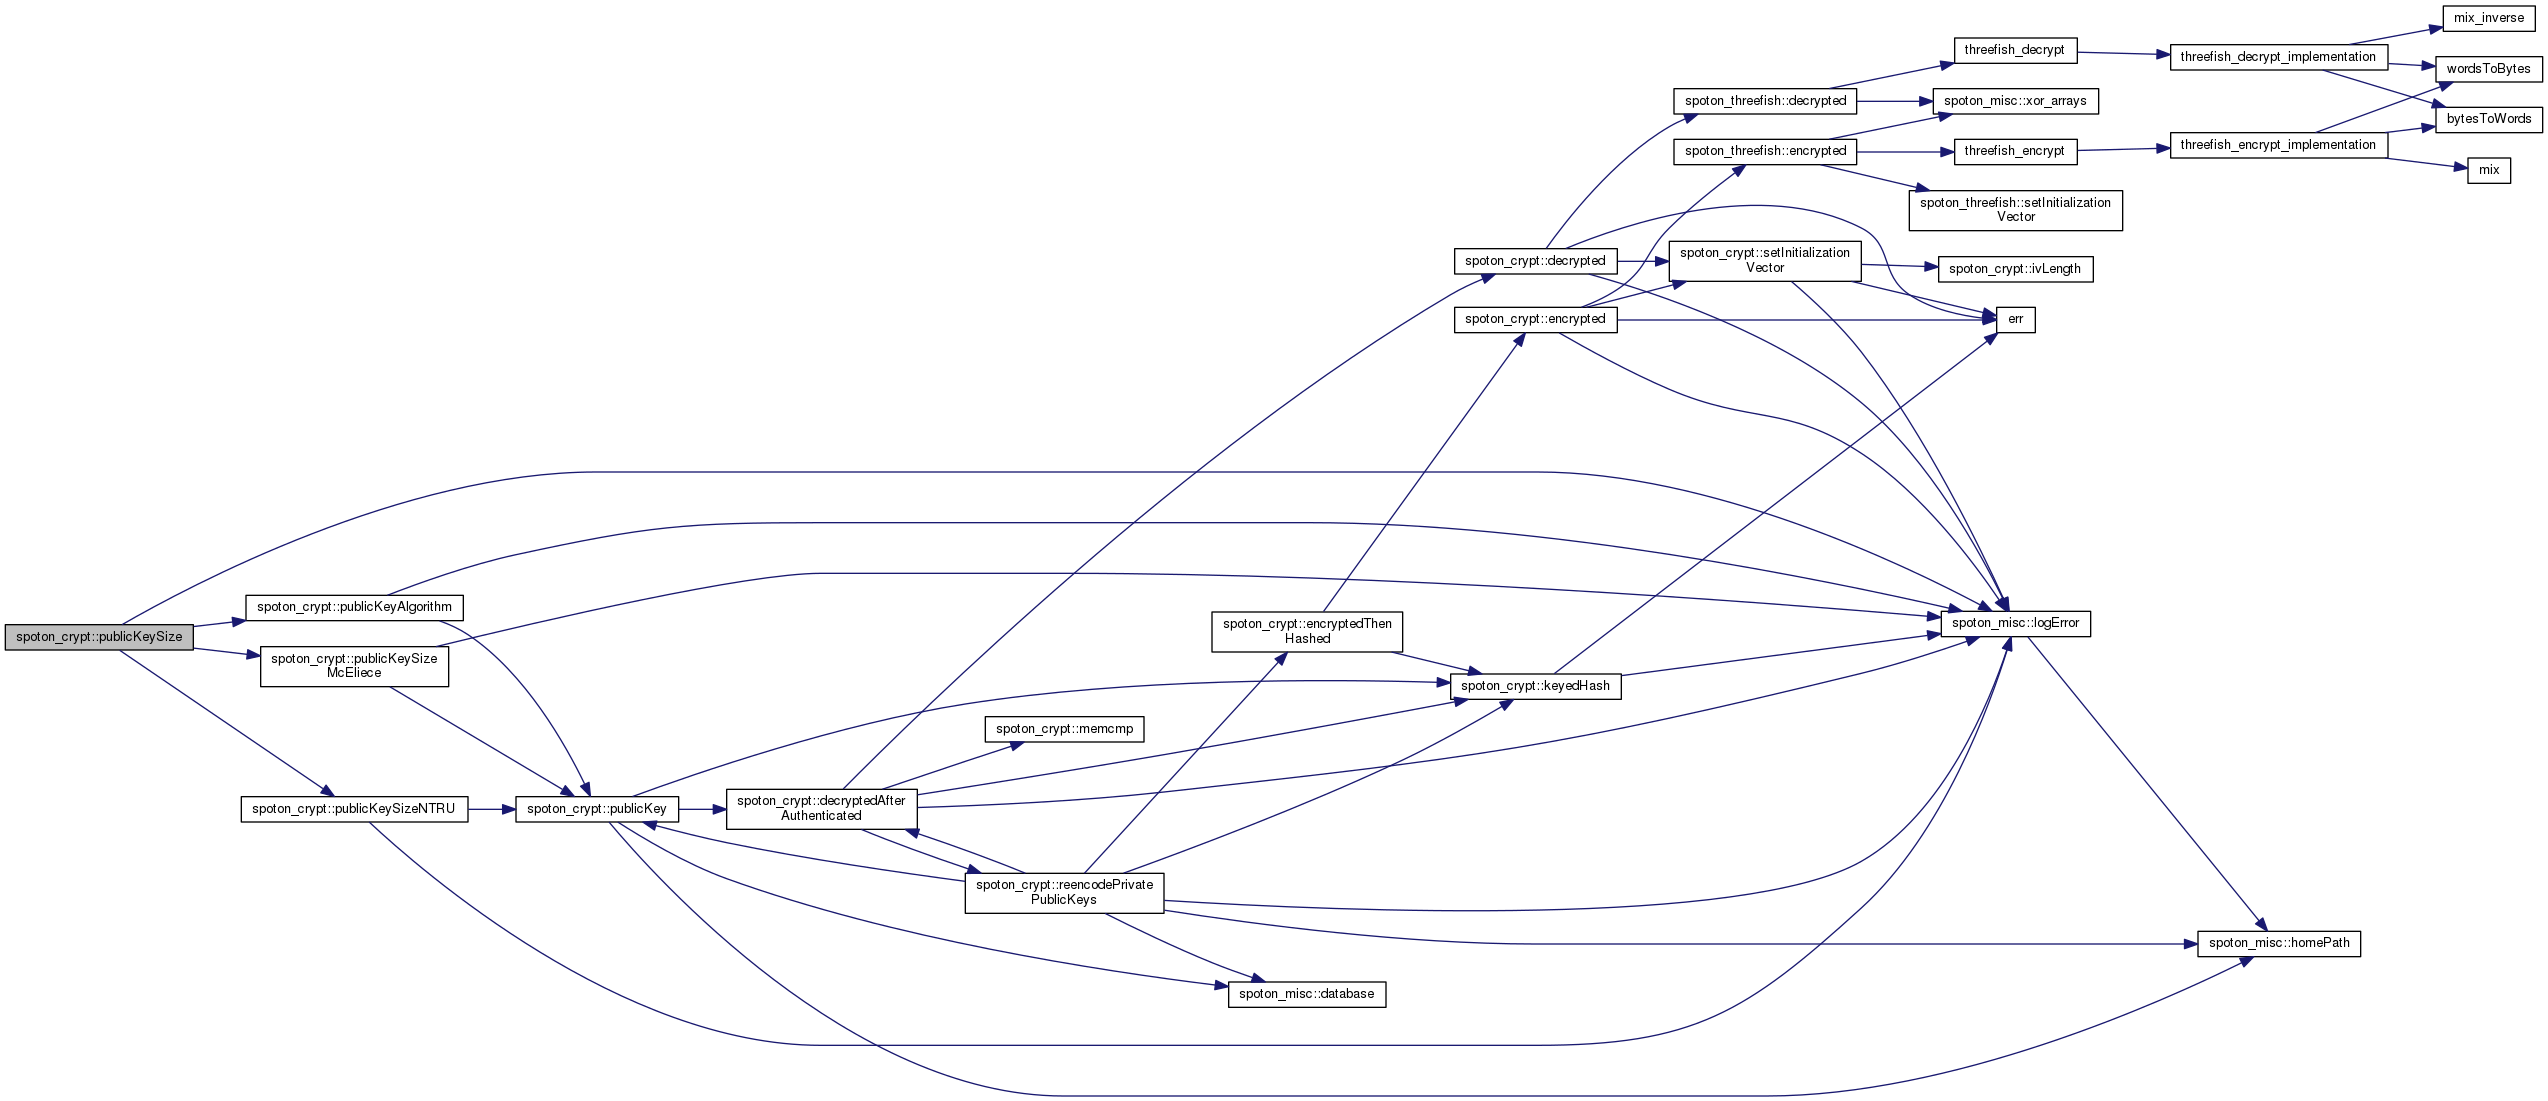 mix_inverse
threefish_decrypt
threefish_decrypt_implementation
wordsToBytes
spoton_threefish::decrypted
spoton_misc::xor_arrays
bytesToWords
spoton_threefish::encrypted
threefish_encrypt
threefish_encrypt_implementation
mix
spoton_threefish::setInitialization
Vector
spoton_crypt::decrypted
spoton_crypt::setInitialization
Vector
spoton_crypt::ivLength
spoton_crypt::encrypted
err
spoton_crypt::publicKeyAlgorithm
spoton_crypt::publicKeySize
spoton_crypt::publicKeySize
McEliece
spoton_crypt::encryptedThen
Hashed
spoton_misc::logError
spoton_crypt::keyedHash
spoton_crypt::memcmp
spoton_crypt::publicKeySizeNTRU
spoton_crypt::publicKey
spoton_crypt::decryptedAfter
Authenticated
spoton_crypt::reencodePrivate
PublicKeys
spoton_misc::homePath
spoton_misc::database